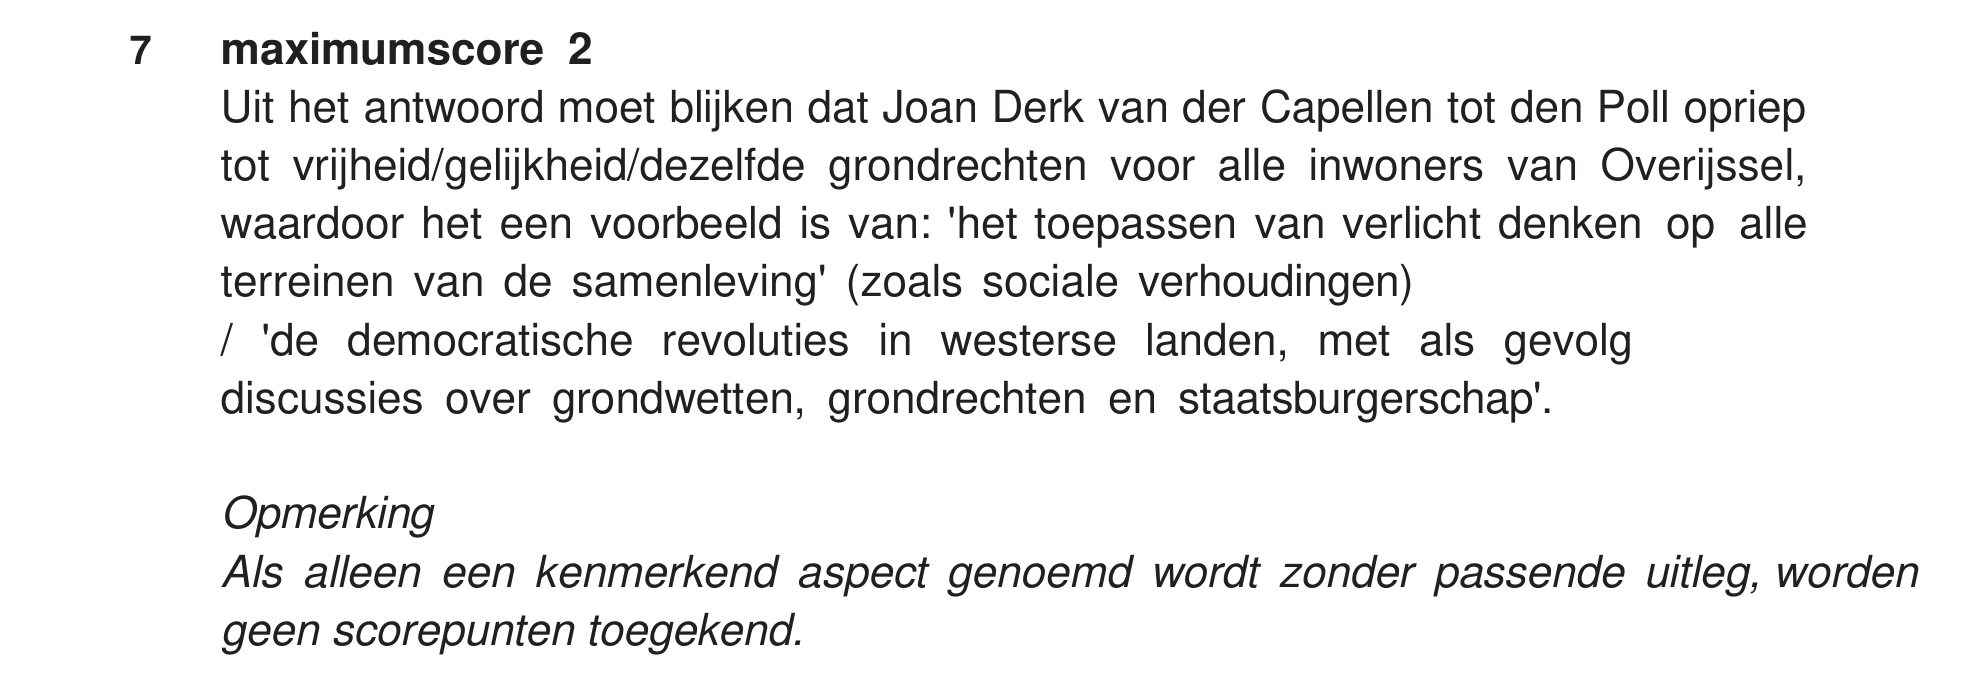 7 maximumscore 2
Uit het antwoord moet blijken dat Joan Derk van der Capellen tot den Poll opriep
tot vrijheid/gelijkheid/dezelfde grondrechten voor alle inwoners van Overijssel,
waardoor het een voorbeeld is van: 'het toepassen van verlicht denken op alle
terreinen van de samenleving' (zoals sociale verhoudingen)
/ 'de democratische revoluties in westerse landen, met als gevolg
discussies over grondwetten, grondrechten en staatsburgerschap'.
Opmerking
Als alleen een kenmerkend aspect genoemd wordt zonder passende uitleg, worden
geen scorepunten toegekend.